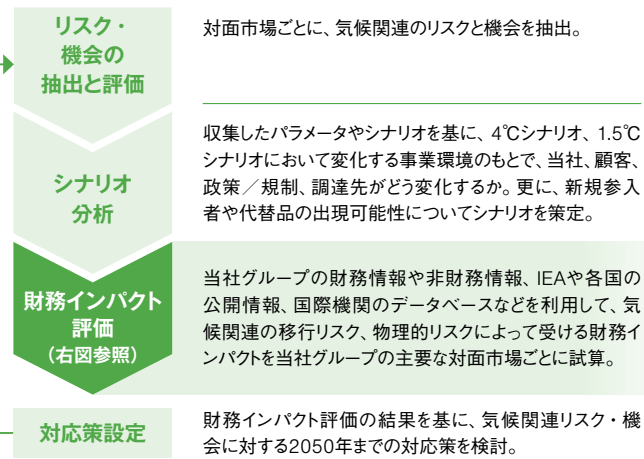 リスク・
機会の
抽出と評価
対面市場ごとに、気候関連のリスクと機会を抽出。
シナリオ
分析
収集したパラメータやシナリオを基に、4℃シナリオ、1.5℃
シナリオにおいて変化する事業環境のもとで、当社、顧客、
政策／規制、調達先がどう変化するか。更に、新規参入
者や代替品の出現可能性についてシナリオを策定。
財務インパクト
評価
（右図参照）
当社グループの財務情報や非財務情報、IEAや各国の
公開情報、国際機関のデータベースなどを利用して、気
候関連の移行リスク、物理的リスクによって受ける財務イ
ンパクトを当社グループの主要な対面市場ごとに試算。
対応策設定
財務インパクト評価の結果を基に、気候関連リスク・機
会に対する2050年までの対応策を検討。